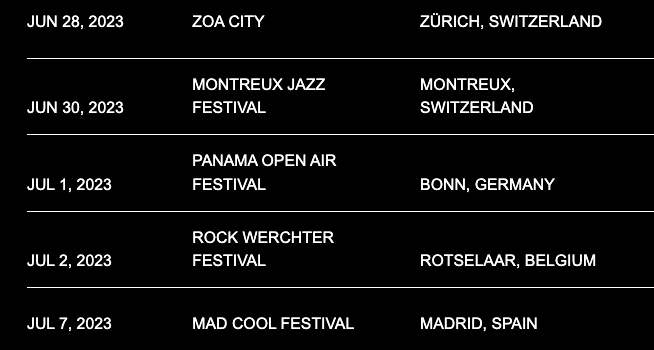 JUN 28, 2023 ZOA CITY ZÜRICH, SWITZERLAND
MONTREUX JAZZ MONTREUX,
JUN 30, 2023 FESTIVAL SWITZERLAND
PANAMA OPEN AIR
JUL 1, 2023 FESTIVAL BONN, GERMANY
ROCK WERCHTER
JUL 2, 2023 FESTIVAL ROTSELAAR, BELGIUM
JUL 7, 2023 MAD COOL FESTIVAL MADRID, SPAIN